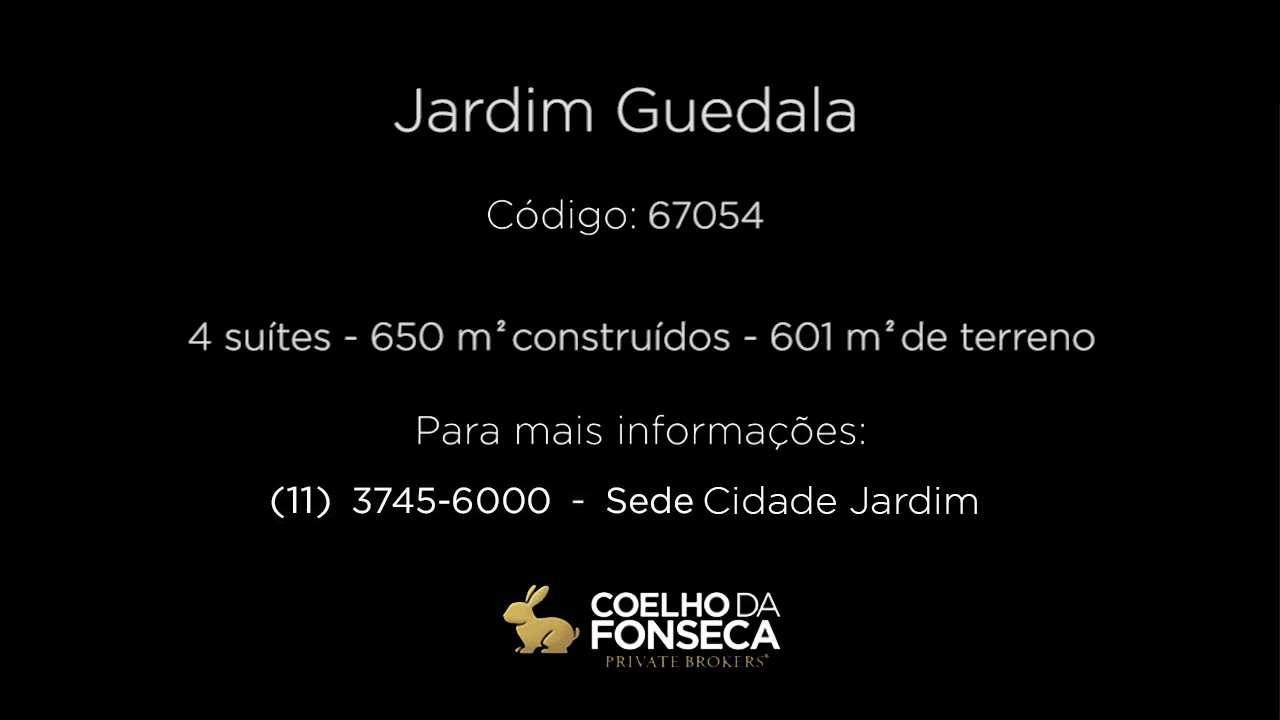 Jardim Guedala
Código: 67054
4 suítes - 650 m² construídos - 601 m² de terreno
Para mais informações:
(11) 3745-6000 - Sede Cidade Jardim
COELHO DA
FONSECA
PRIVATE BROKERS®